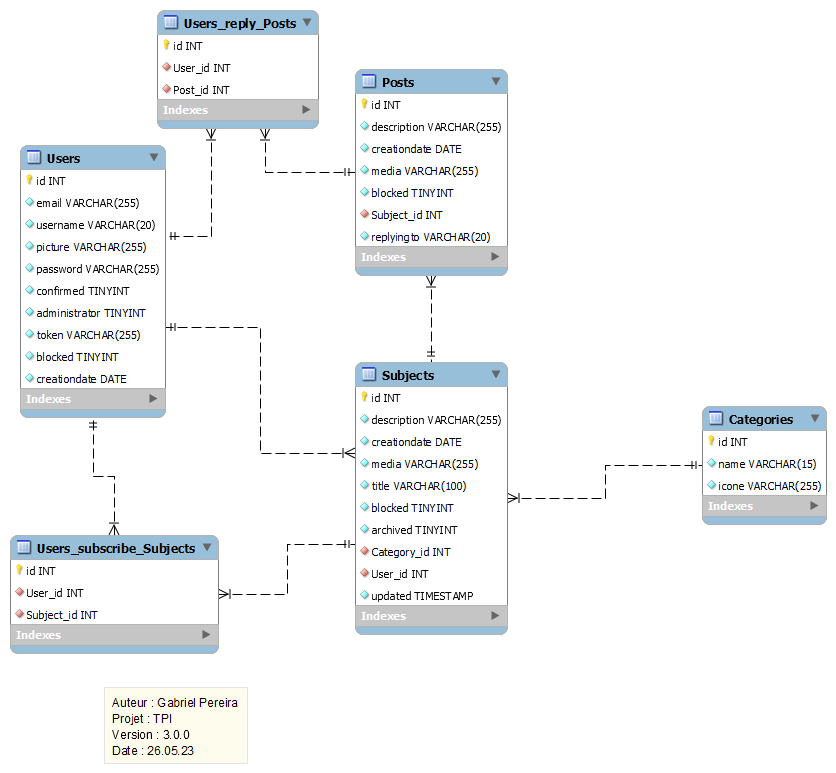 Users_reply_Posts
id INT
User_id INT
Post_id INT
Indexes
Posts
id INT
description VARCHAR(255)
creationdate DATE
media VARCHAR(255)
blocked TINYINT
Subject_id INT
replyingto VARCHAR(20)
Indexes
Users
id INT
email VARCHAR(255)
username VARCHAR(20)
picture VARCHAR(255)
password VARCHAR(255)
confirmed TINYINT
administrator TINYINT
token VARCHAR(255)
blocked TINYINT
creationdate DATE
Indexes
Subjects
id INT
description VARCHAR(255)
creationdate DATE
media VARCHAR(255)
title VARCHAR(100)
blocked TINYINT
archived TINYINT
Category_id INT
User_id INT
updated TIMESTAMP
Indexes
Categories
id INT
name VARCHAR(15)
icone VARCHAR(255)
Indexes
Users_subscribe_Subjects
id INT
User_id INT
Subject_id INT
Indexes
Auteur : Gabriel Pereira
Projet : TPI
Version : 3.0.0
Date : 26.05.23